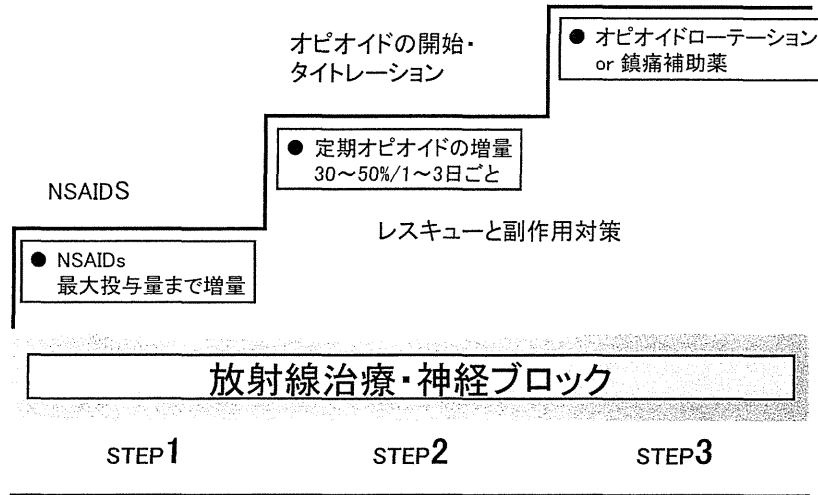 オピオイドの開始・
タイトレーション
● オピオイドローテーション
or 鎮痛補助薬
● 定期オピオイドの増量
30～50%/1～3日ごと
NSAIDS
レスキューと副作用対策
● NSAIDs
最大投与量まで増量
放射線治療・神経ブロック
STEP1
STEP2
STEP3